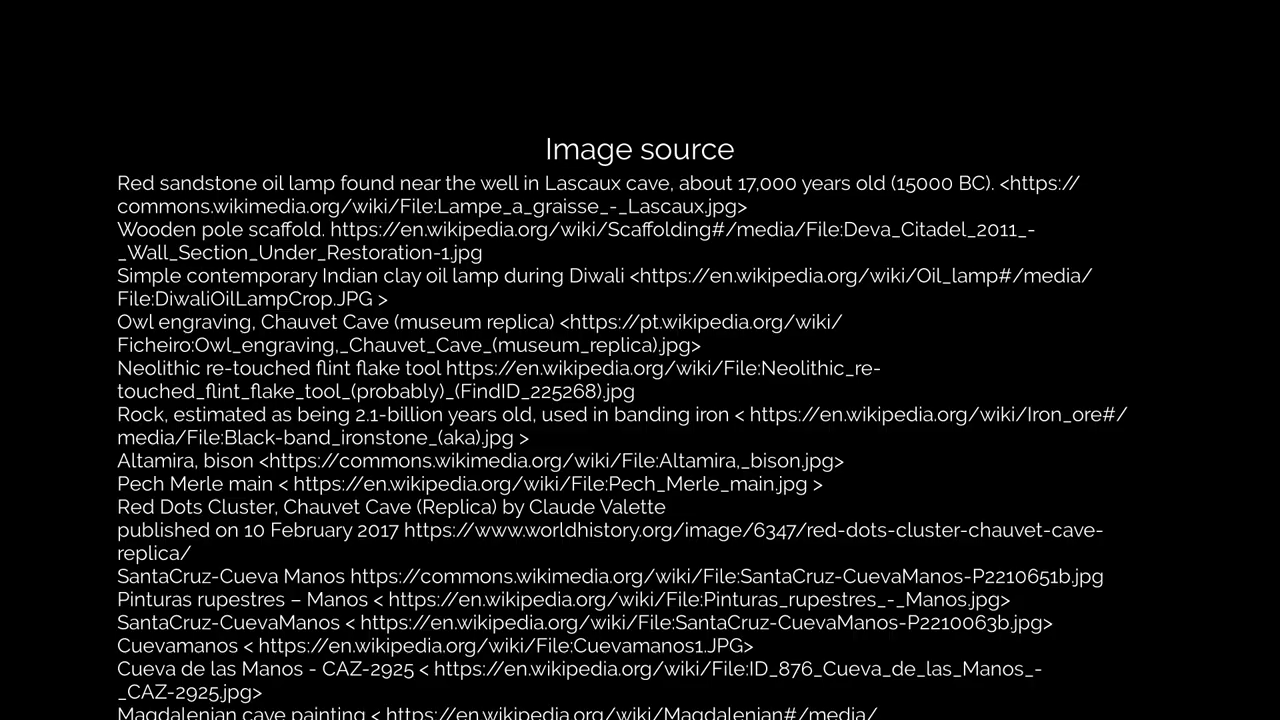 Image source
Red sandstone oil lamp found near the well in Lascaux cave, about 17,000 years old (15000 BC). <https://
commons.wikimedia.org/wiki/File:Lampe_a_graisse_-_Lascaux.jpg>
Wooden pole scaffold. https://en.wikipedia.org/wiki/Scaffolding#/media/File:Deva_Citadel_2011_-
_Wall_Section_Under_Restoration-1.jpg
Simple contemporary Indian clay oil lamp during Diwali <https://en.wikipedia.org/wiki/Oil_lamp#/media/
File:DiwaliOilLampCrop.JPG >
Owl engraving, Chauvet Cave (museum replica) <https://pt.wikipedia.org/wiki/
Ficheiro:Owl_engraving,_Chauvet_Cave_(museum_replica).jpg>
Neolithic re-touched flint flake tool https://en.wikipedia.org/wiki/File:Neolithic_re-
touched_flint_flake_tool_(probably)_(FindID_225268).jpg
Rock, estimated as being 2.1-billion years old, used in banding iron < https://en.wikipedia.org/wiki/Iron_ore#/
media/File:Black-band_ironstone_(aka).jpg >
Altamira, bison <https://commons.wikimedia.org/wiki/File:Altamira,_bison.jpg>
Pech Merle main < https://en.wikipedia.org/wiki/File:Pech_Merle_main.jpg >
Red Dots Cluster, Chauvet Cave (Replica) by Claude Valette
published on 10 February 2017 https://www.worldhistory.org/image/6347/red-dots-cluster-chauvet-cave-
replica/
SantaCruz-Cueva Manos https://commons.wikimedia.org/wiki/File:SantaCruz-CuevaManos-P2210651b.jpg
Pinturas rupestres – Manos < https://en.wikipedia.org/wiki/File:Pinturas_rupestres_-_Manos.jpg>
SantaCruz-CuevaManos < https://en.wikipedia.org/wiki/File:SantaCruz-CuevaManos-P2210063b.jpg>
Cuevamanos < https://en.wikipedia.org/wiki/File:Cuevamanos1.JPG>
Cueva de las Manos - CAZ-2925 < https://en.wikipedia.org/wiki/File:ID_876_Cueva_de_las_Manos_-
_CAZ-2925.jpg>
Magdalenian cave painting < https://en.wikipedia.org/wiki/Magdalenian#/media/